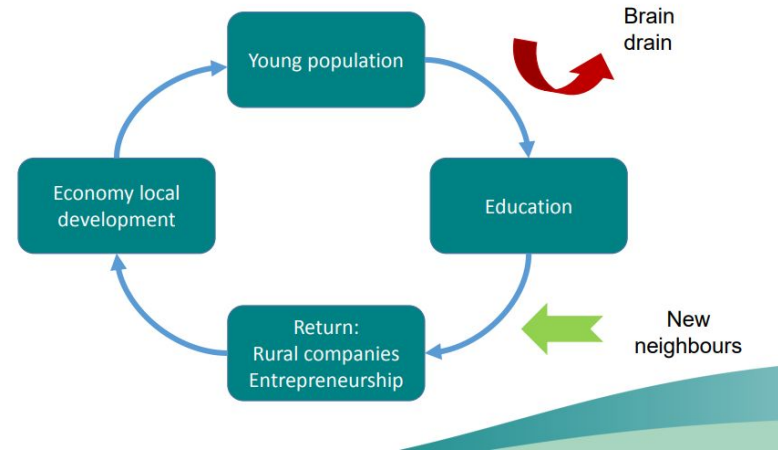 Young population
Brain
drain
Education
New
neighbours
Return:
Rural companies
Entrepreneurship
Economy local
development